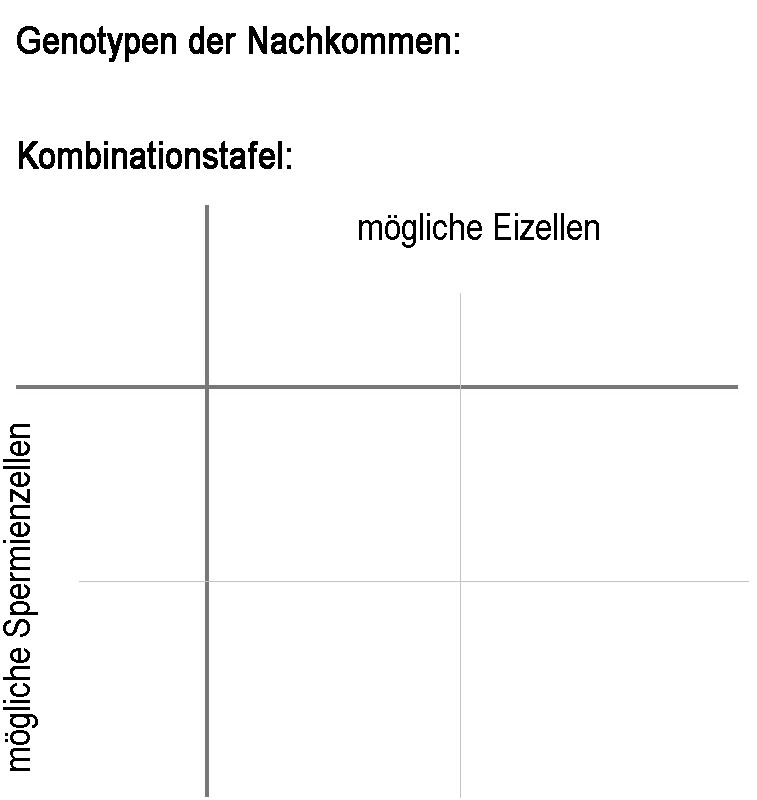 Genotypen der Nachkommen:
Kombinationstafel:
mögliche Eizellen
mögliche Spermienzellen